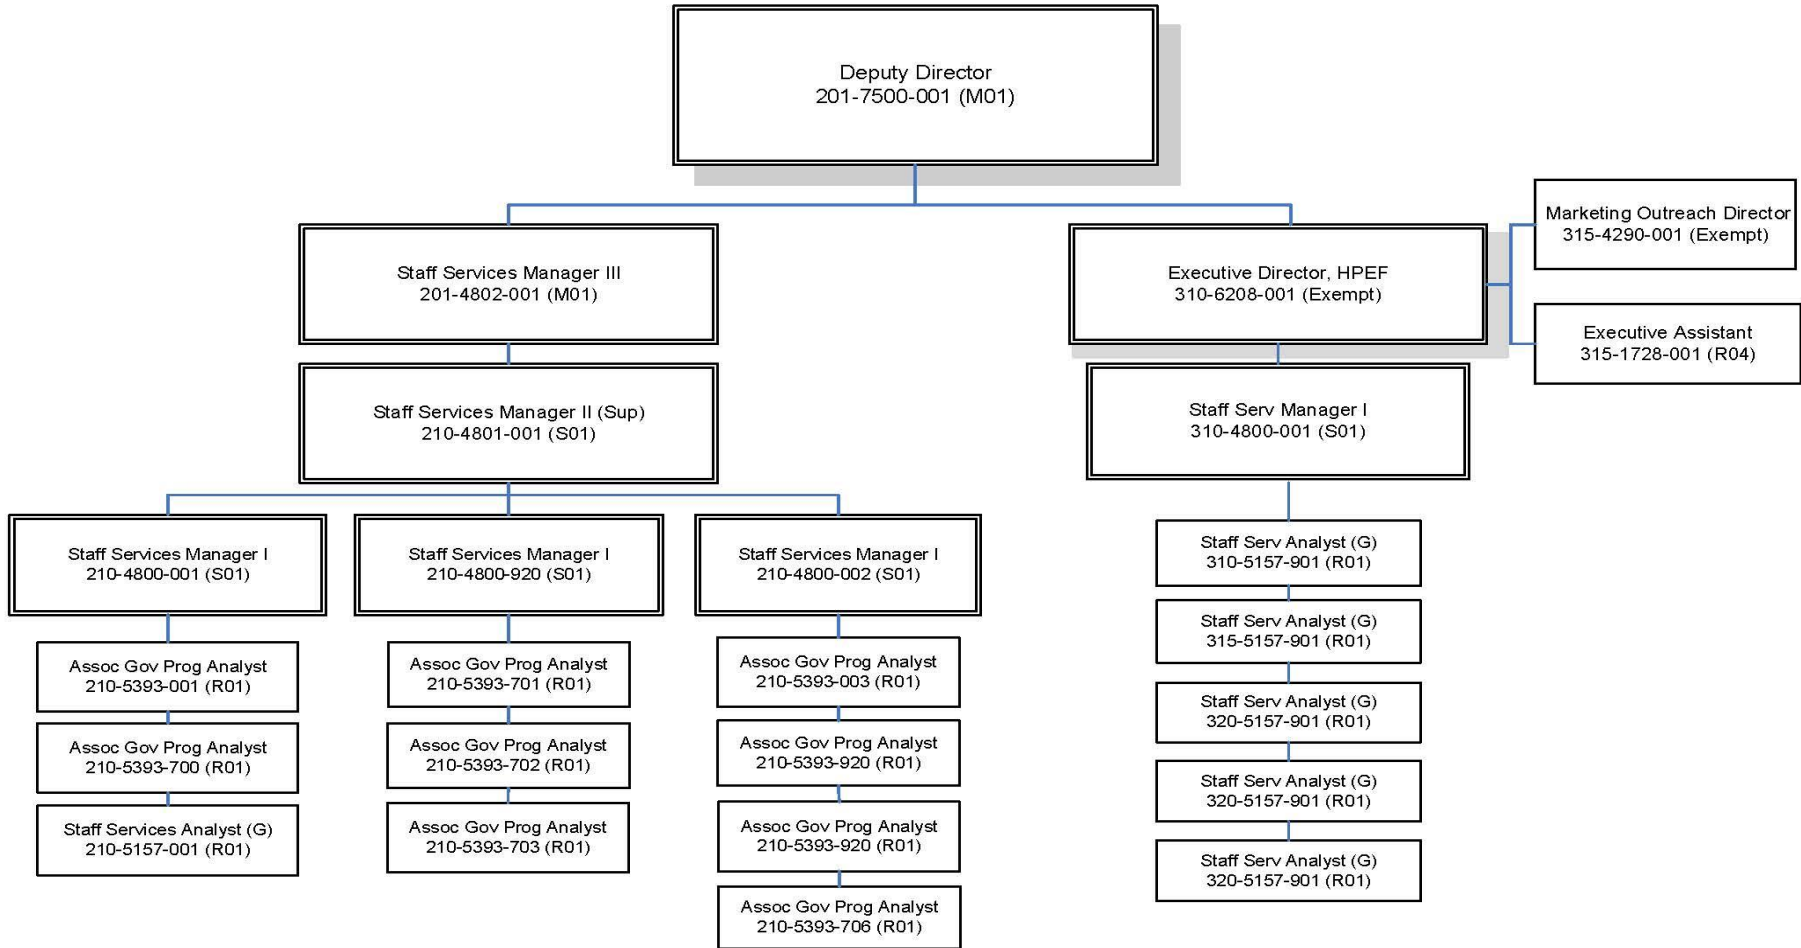 Deputy Director
201-7500-001 (M01)
Marketing Outreach Director
315-4290-001 (Exempt)
Staff Services Manager III
201-4802-001 (M01)
Executive Director, HPEF
310-6208-001 (Exempt)
Executive Assistant
315-1728-001 (R04)
Staff Services Manager II (Sup)
210-4801-001 (S01)
Staff Serv Manager I
310-4800-001 (S01)
Staff Services Manager I
210-4800-001 (S01)
Staff Services Manager I
210-4800-920 (S01)
Staff Services Manager I
210-4800-002 (S01)
Assoc Gov Prog Analyst
210-5393-001 (R01)
Assoc Gov Prog Analyst
210-5393-700 (R01)
Staff Services Analyst (G)
210-5157-001 (R01)
Assoc Gov Prog Analyst
210-5393-701 (R01)
Assoc Gov Prog Analyst
210-5393-702 (R01)
Assoc Gov Prog Analyst
210-5393-703 (R01)
Assoc Gov Prog Analyst
210-5393-003 (R01)
Assoc Gov Prog Analyst
210-5393-920 (R01)
Assoc Gov Prog Analyst
210-5393-920 (R01)
Assoc Gov Prog Analyst
210-5393-706 (R01)
Staff Serv Analyst (G)
310-5157-901 (R01)
Staff Serv Analyst (G)
315-5157-901 (R01)
Staff Serv Analyst (G)
320-5157-901 (R01)
Staff Serv Analyst (G)
320-5157-901 (R01)
Staff Serv Analyst (G)
320-5157-901 (R01)